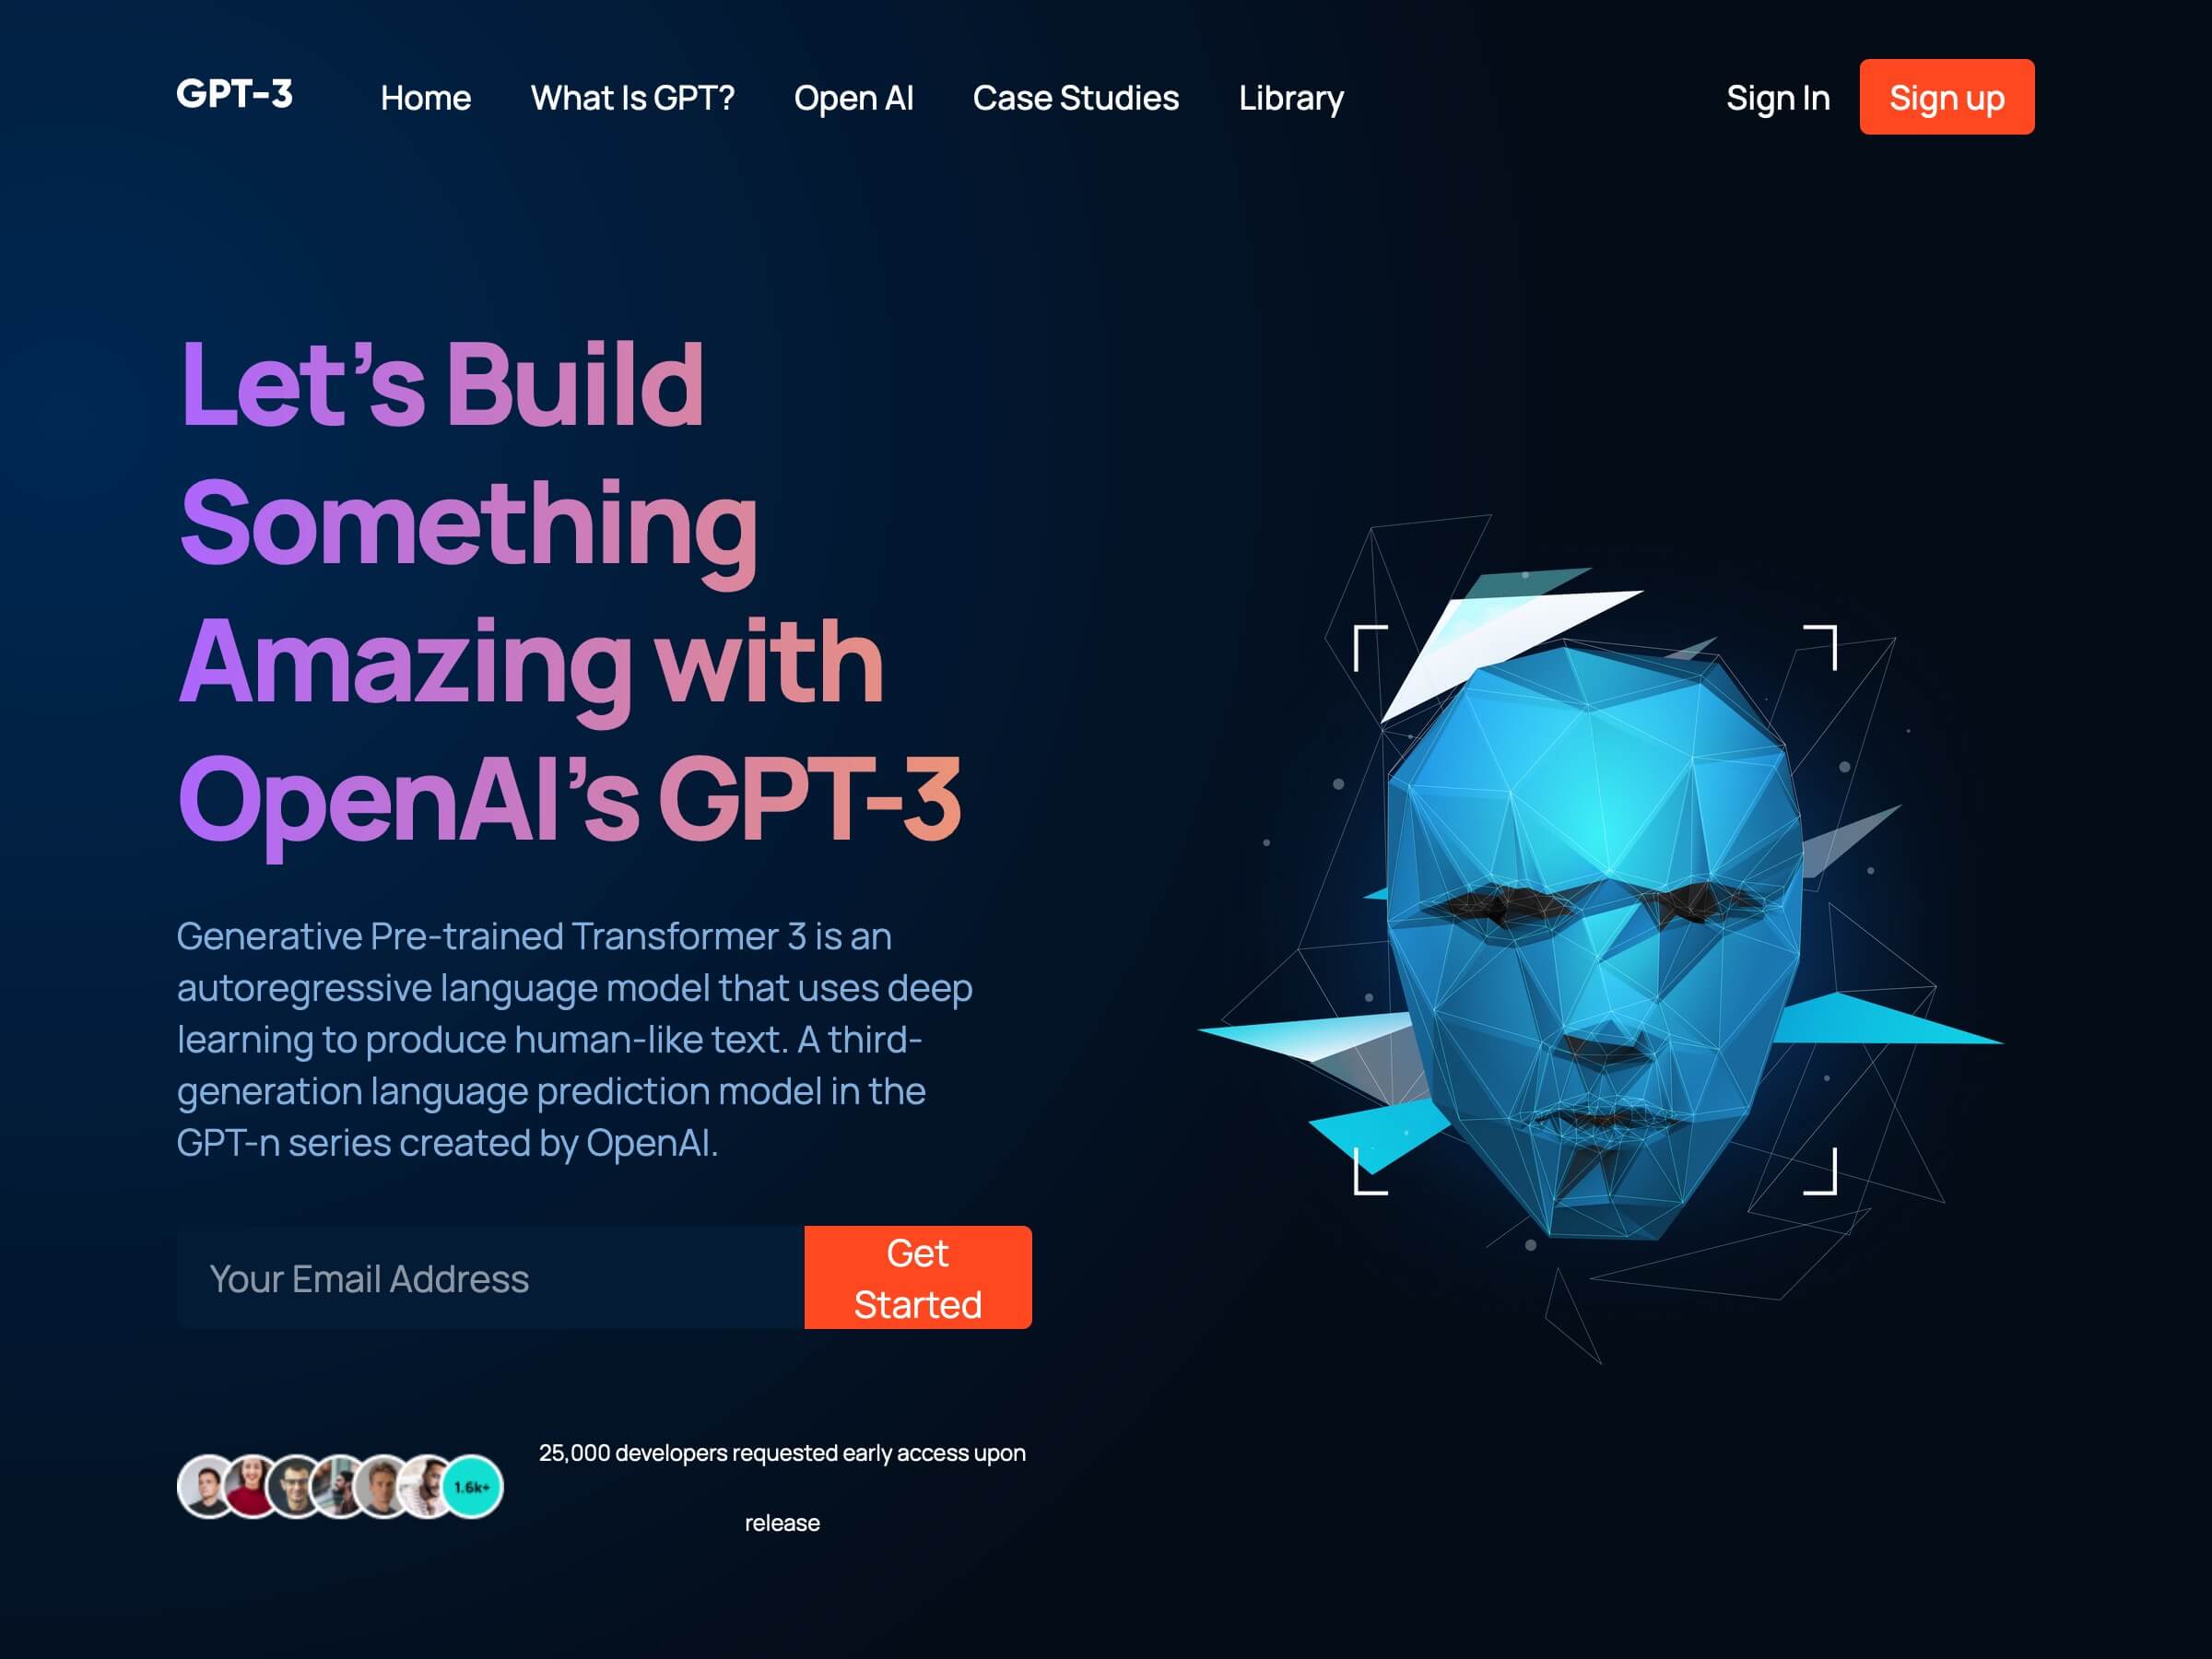 GPT-3
Home
What Is GPT?
Open AI
Case Studies
Library
Sign In
Sign up
Let’s Build
Something
Amazing with
OpenAI’s GPT-3
Generative Pre-trained Transformer 3 is an
autoregressive language model that uses deep
learning to produce human-like text. A third-
generation language prediction model in the
GPT-n series created by OpenAI.
Your Email Address
Get
Started
1.6k+
25,000 developers requested early access upon
release